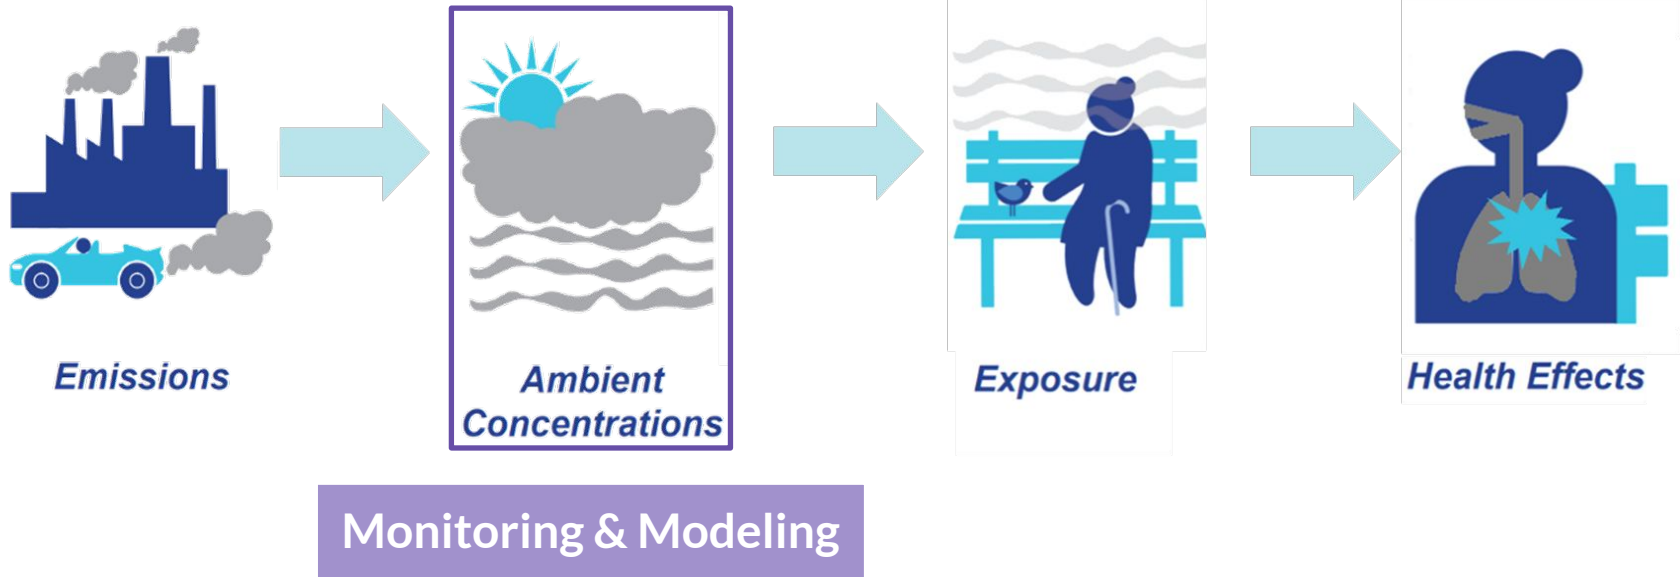 Emissions
Ambient
Concentrations
Exposure
Health Effects
Monitoring & Modeling